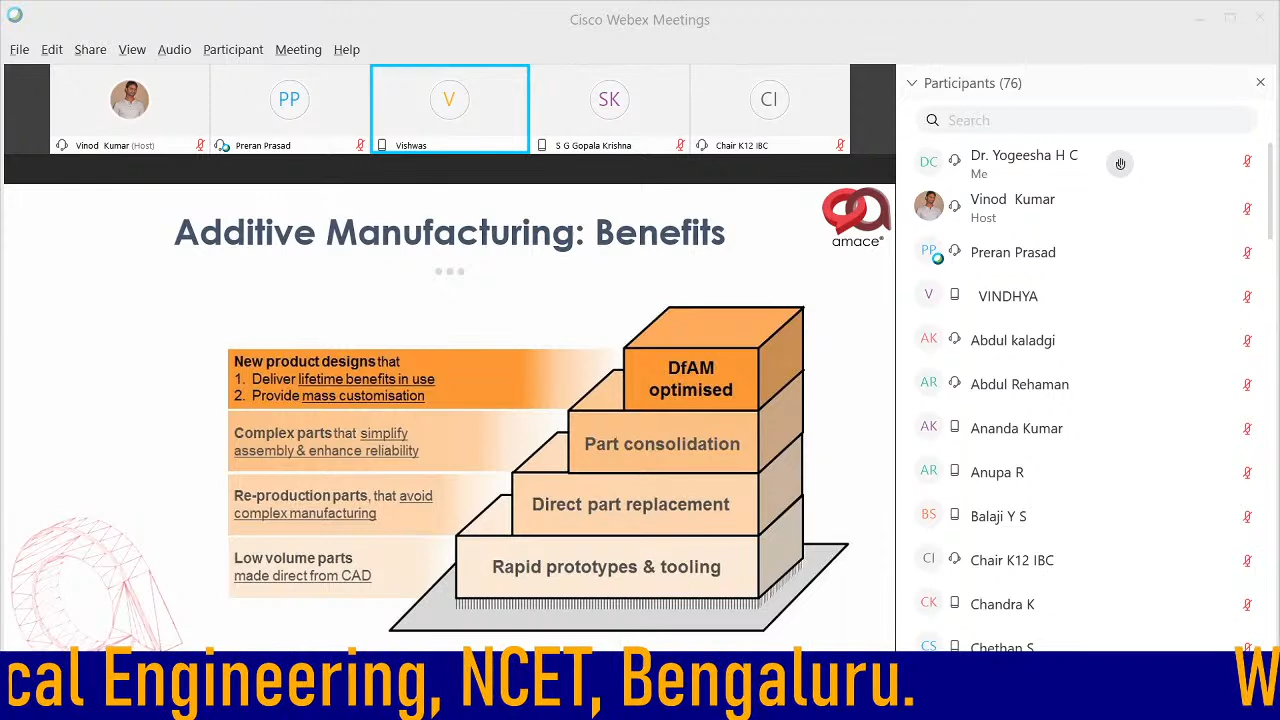 Cisco Webex Meetings
File Edit Share View Audio Participant Meeting Help
PP
V
SK
CI
Vinod Kumar (Host)
Preran Prasad
Vishwas
S G Gopala Krishna
Chair K12 IBC
Participants (76)
Search
DC Dr. Yogeesha H C
Me
Vinod Kumar
Host
PP Preran Prasad
V VINDHYA
AK Abdul kaladgi
AR Abdul Rehaman
AK Ananda Kumar
AR Anupa R
BS Balaji Y S
CI Chair K12 IBC
CK Chandra K
CS Chethan S
Additive Manufacturing: Benefits
amace®
New product designs that
1. Deliver lifetime benefits in use
2. Provide mass customisation
DfAM
optimised
Complex parts that simplify
assembly & enhance reliability
Part consolidation
Re-production parts, that avoid
complex manufacturing
Direct part replacement
Low volume parts
made direct from CAD
Rapid prototypes & tooling
cal Engineering, NCET, Bengaluru. W